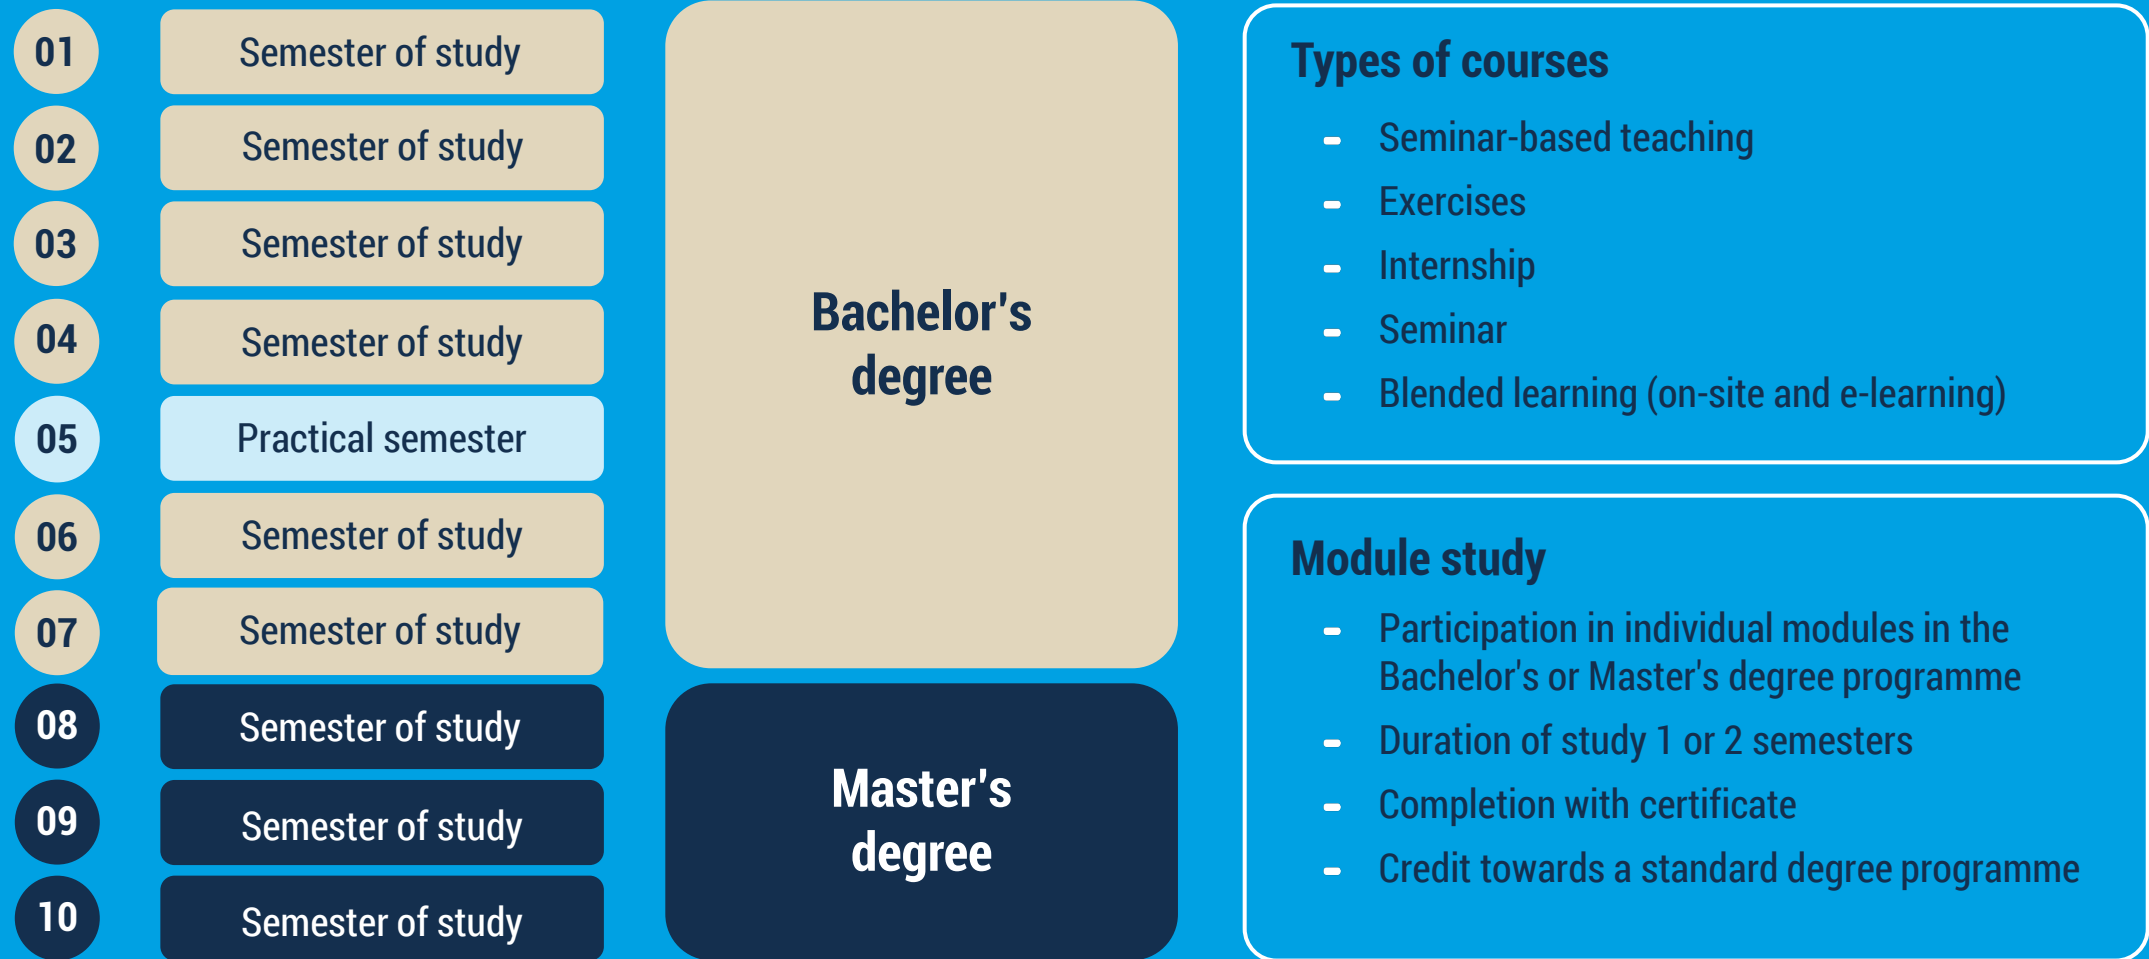 01 Semester of study
02 Semester of study
03 Semester of study
04 Semester of study
05 Practical semester
06 Semester of study
07 Semester of study
08 Semester of study
09 Semester of study
10 Semester of study
Bachelor's
degree
Master's
degree
Types of courses
- Seminar-based teaching
- Exercises
- Internship
- Seminar
- Blended learning (on-site and e-learning)
Module study
- Participation in individual modules in the
Bachelor's or Master's degree programme
- Duration of study 1 or 2 semesters
- Completion with certificate
- Credit towards a standard degree programme